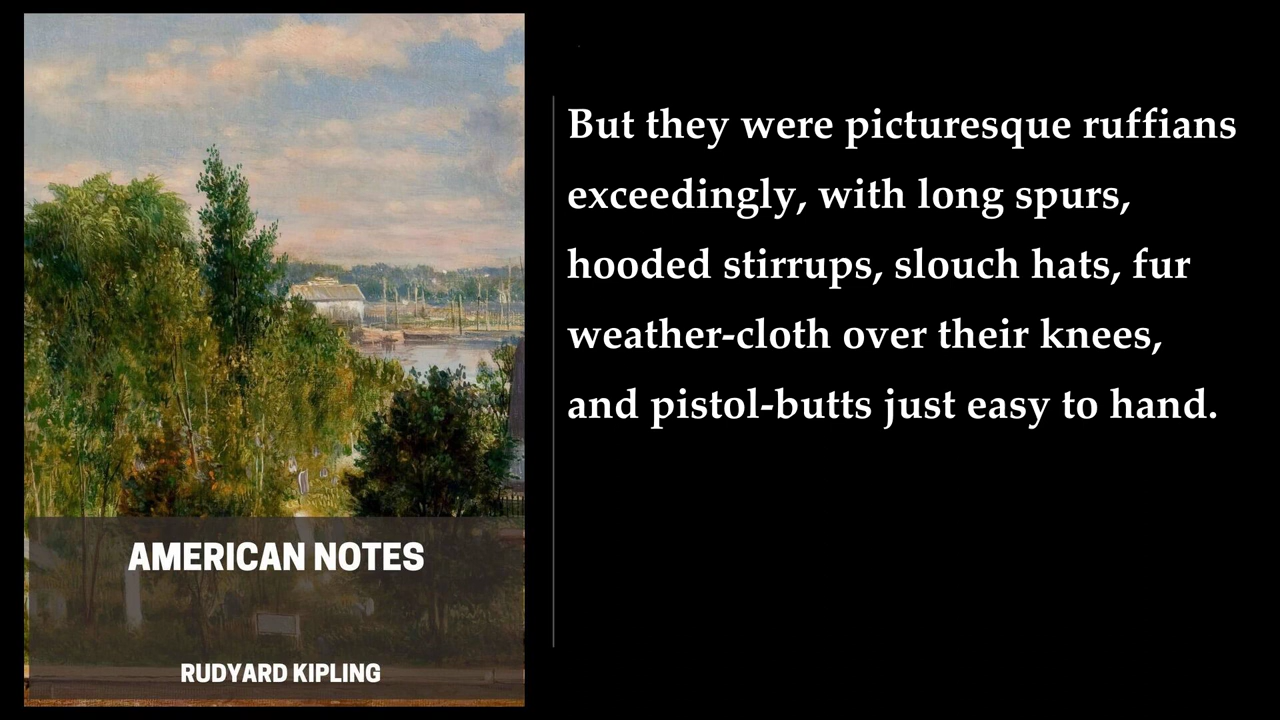 But they were picturesque ruffians
exceedingly, with long spurs,
hooded stirrups, slouch hats, fur
weather-cloth over their knees,
and pistol-butts just easy to hand.
AMERICAN NOTES
RUDYARD KIPLING